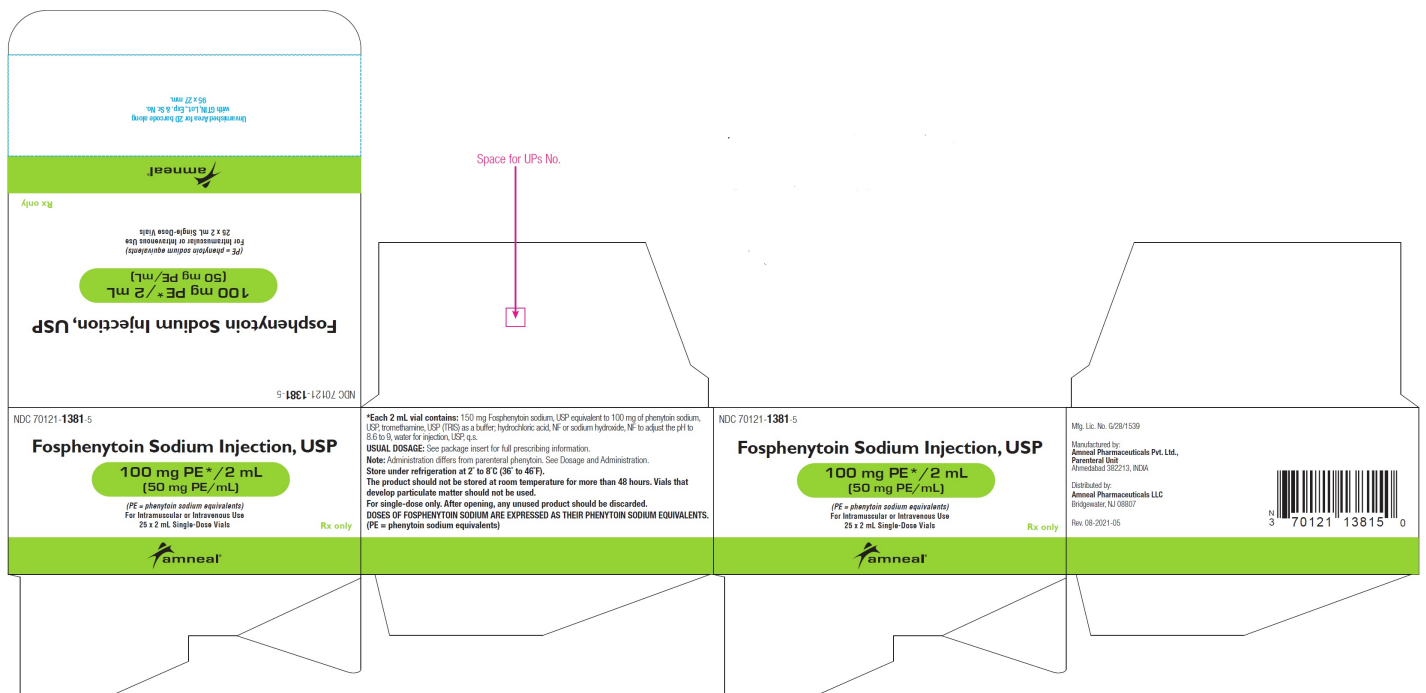 Unvarnished Area for 2D barcode along
with GTIN, Lot., Exp. & Sr. No.
95 x 27 mm.
amneal®
Rx only
25 x 2 mL Single-Dose Vials
For Intramuscular or Intravenous Use
(PE = phenytoin sodium equivalents)
100 mg PE*/2 mL
(50 mg PE/mL)
Fosphenytoin Sodium Injection, USP
NDC 70121-1381-5
Space for UPs No.
NDC 70121-1381-5
Fosphenytoin Sodium Injection, USP
100 mg PE*/2 mL
(50 mg PE/mL)
(PE = phenytoin sodium equivalents)
For Intramuscular or Intravenous Use
25 x 2 mL Single-Dose Vials
Rx only
amneal®
*Each 2 mL vial contains: 150 mg Fosphenytoin sodium, USP equivalent to 100 mg of phenytoin sodium,
USP, tromethamine, USP (TRIS) as a buffer; hydrochloric acid, NF or sodium hydroxide, NF to adjust the pH to
8.6 to 9, water for injection, USP, q.s.
USUAL DOSAGE: See package insert for full prescribing information.
Note: Administration differs from parenteral phenytoin. See Dosage and Administration.
Store under refrigeration at 2˚ to 8˚C (36˚ to 46˚F).
The product should not be stored at room temperature for more than 48 hours. Vials that
develop particulate matter should not be used.
For single-dose only. After opening, any unused product should be discarded.
DOSES OF FOSPHENYTOIN SODIUM ARE EXPRESSED AS THEIR PHENYTOIN SODIUM EQUIVALENTS.
(PE = phenytoin sodium equivalents)
NDC 70121-1381-5
Fosphenytoin Sodium Injection, USP
100 mg PE*/2 mL
(50 mg PE/mL)
(PE = phenytoin sodium equivalents)
For Intramuscular or Intravenous Use
25 x 2 mL Single-Dose Vials
Rx only
amneal®
Mfg. Lic. No. G/28/1539
Manufactured by:
Amneal Pharmaceuticals Pvt. Ltd.,
Parenteral Unit
Ahmedabad 382213, INDIA
Distributed by:
Amneal Pharmaceuticals LLC
Bridgewater, NJ 08807
Rev. 08-2021-05
N
3 70121 13815 0